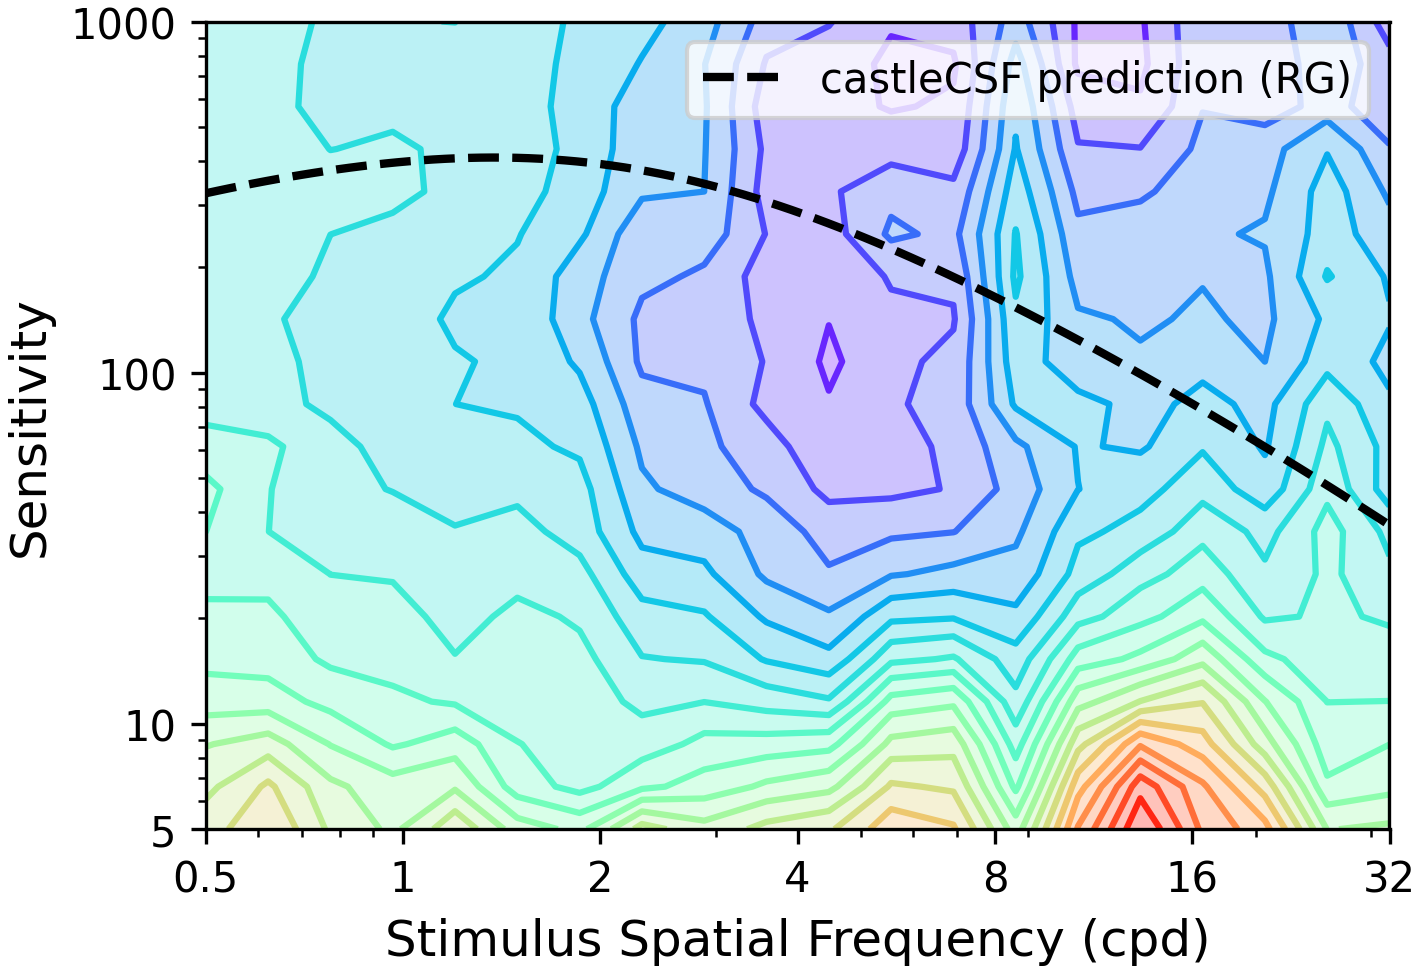 1000
castleCSF prediction (RG)
Sensitivity
100
10
5
0.5 1 2 4 8 16 32
Stimulus Spatial Frequency (cpd)